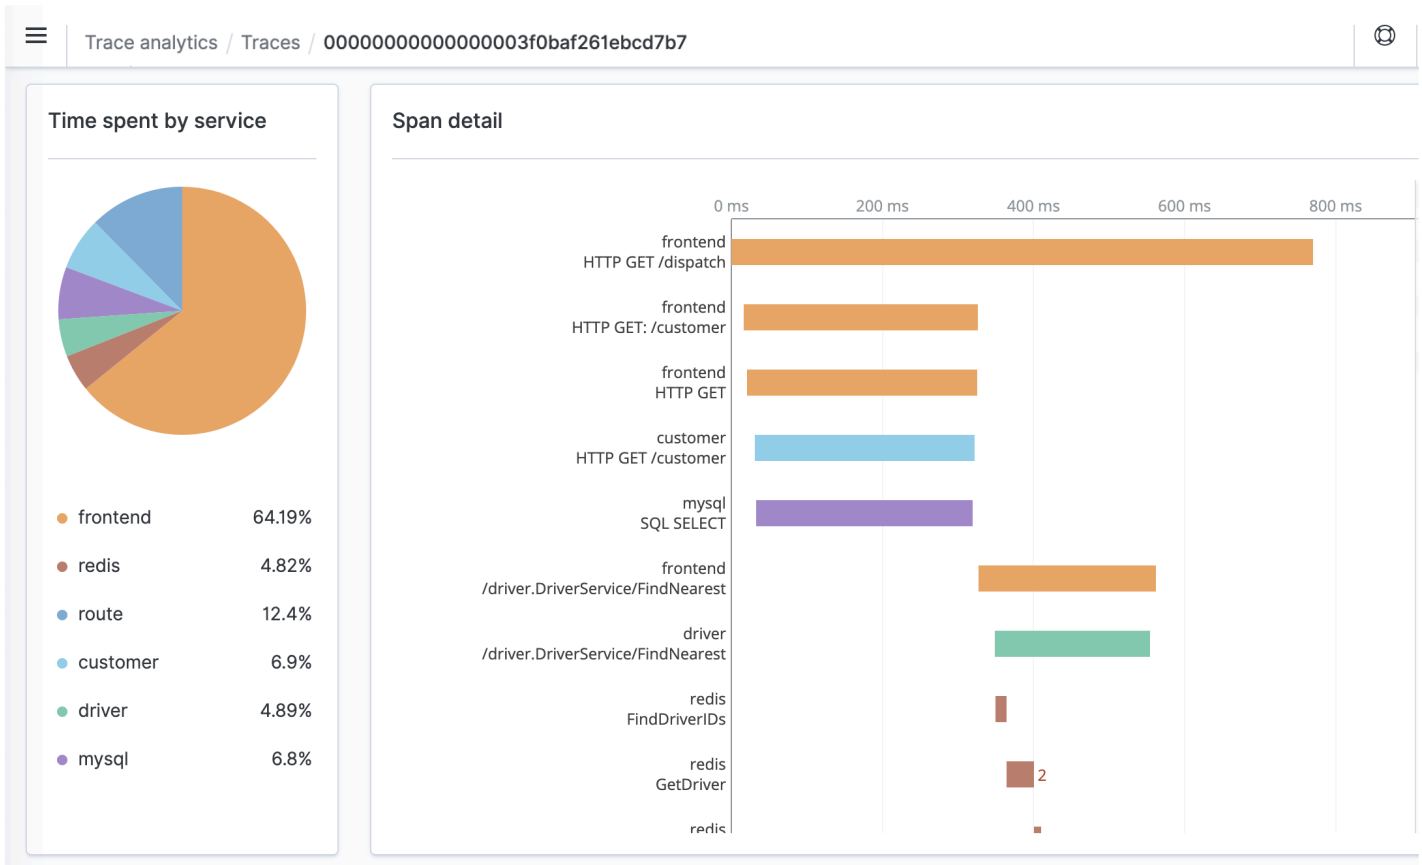 Trace analytics / Traces / 00000000000000003f0baf261ebcd7b7
Time spent by service
frontend 64.19%
redis 4.82%
route 12.4%
customer 6.9%
driver 4.89%
mysql 6.8%
Span detail
0 ms 200 ms 400 ms 600 ms 800 ms
frontend
HTTP GET /dispatch
frontend
HTTP GET: /customer
frontend
HTTP GET
customer
HTTP GET /customer
mysql
SQL SELECT
frontend
/driver.DriverService/FindNearest
driver
/driver.DriverService/FindNearest
redis
FindDriverIDs
redis
GetDriver 2
redis